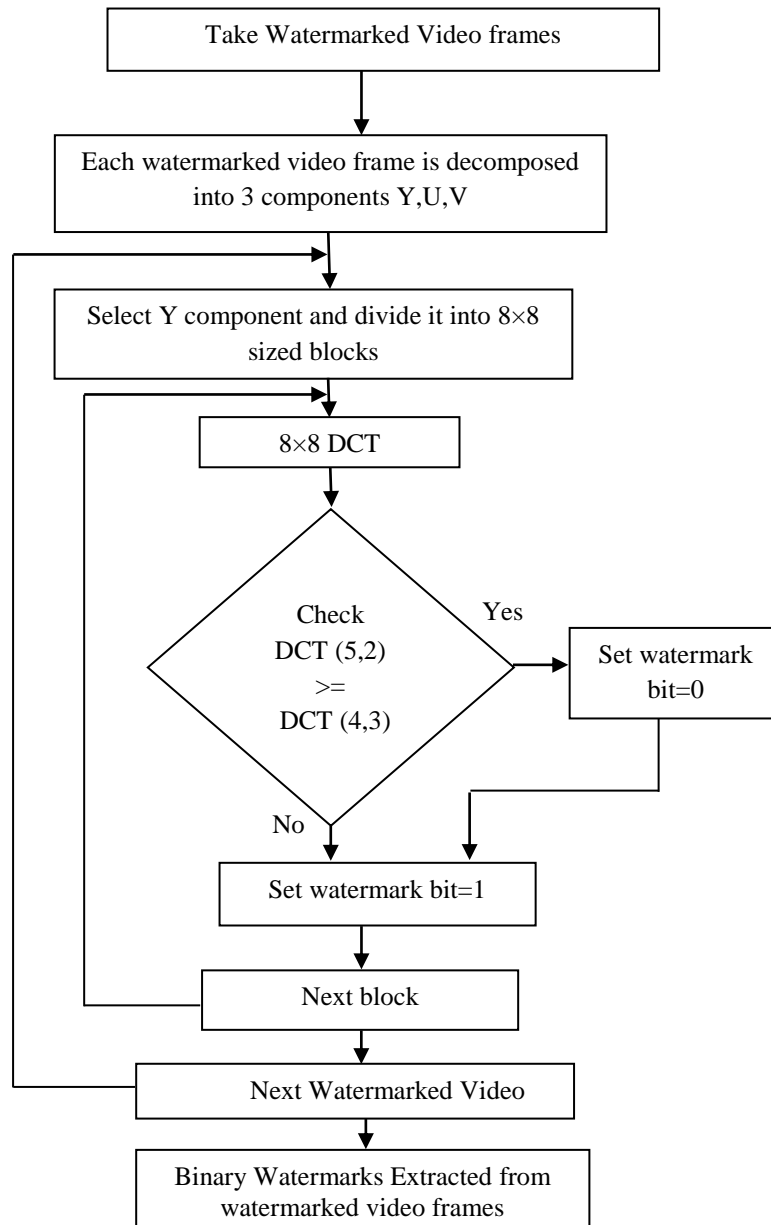 Take Watermarked Video frames
Each watermarked video frame is decomposed
into 3 components Y,U,V
Select Y component and divide it into 8×8
sized blocks
8×8 DCT
Check
DCT (5,2)
>=
DCT (4,3)
Yes
Set watermark
bit=0
No
Set watermark bit=1
Next block
Next Watermarked Video
Binary Watermarks Extracted from
watermarked video frames